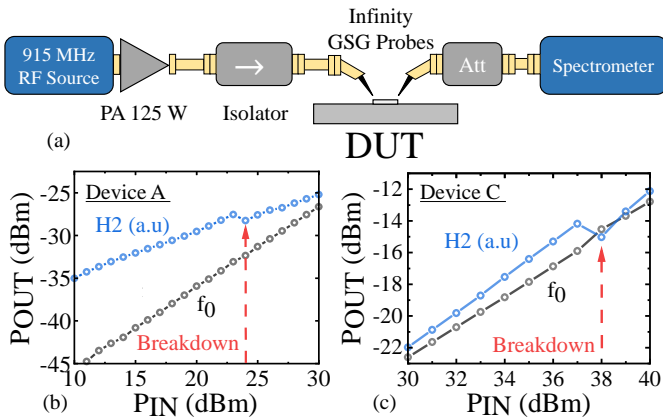 Infinity
GSG Probes
915 MHz
RF Source
→
Att
Spectrometer
PA 125 W
Isolator
(a)
DUT
Device A
H2 (a.u)
f0
Breakdown
POUT (dBm)
-25
-30
-35
-40
-45
10
15
20
25
30
PIN (dBm)
(b)
Device C
H2 (a.u)
f0
Breakdown
POUT (dBm)
-12
-14
-16
-18
-20
-22
30
32
34
36
38
40
PIN (dBm)
(c)